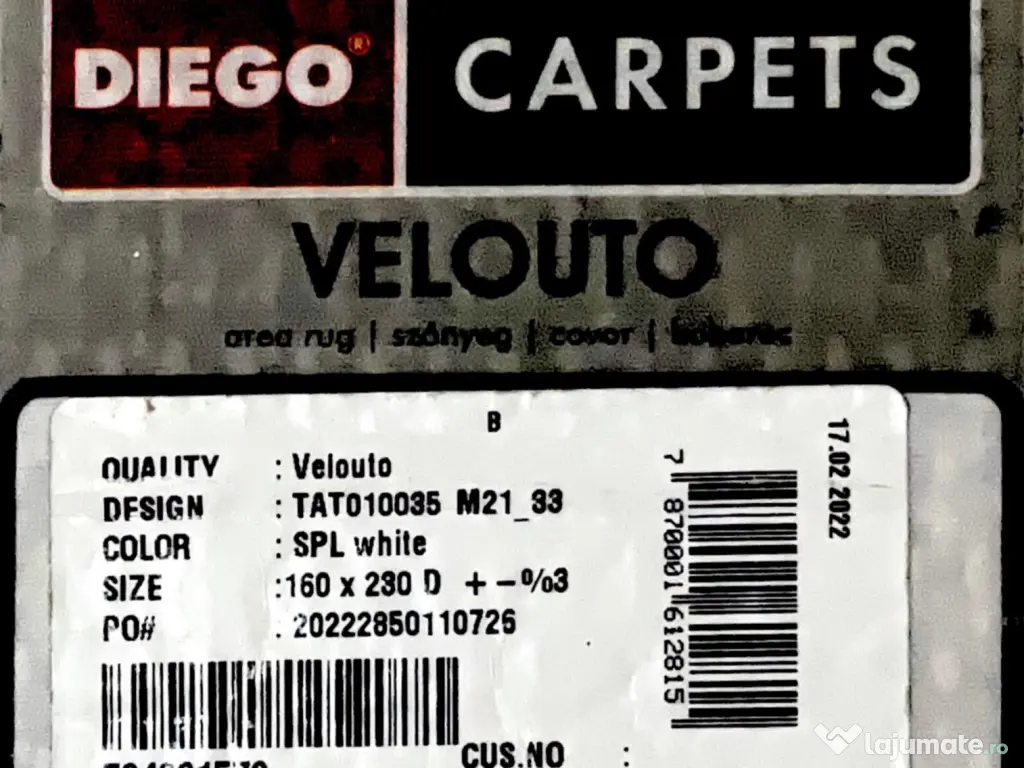 DIEGO® CARPETS
VELOUTO
area rug | szőnyeg | covor |
B
QUALITY : Velouto
DESIGN : TAT010035 M21_33
COLOR : SPL white
SIZE :160 x 230 D + -%3
PO# : 20222850110726
CUS.NO :
7 870001 612815
17.02.2022
lajumate.ro